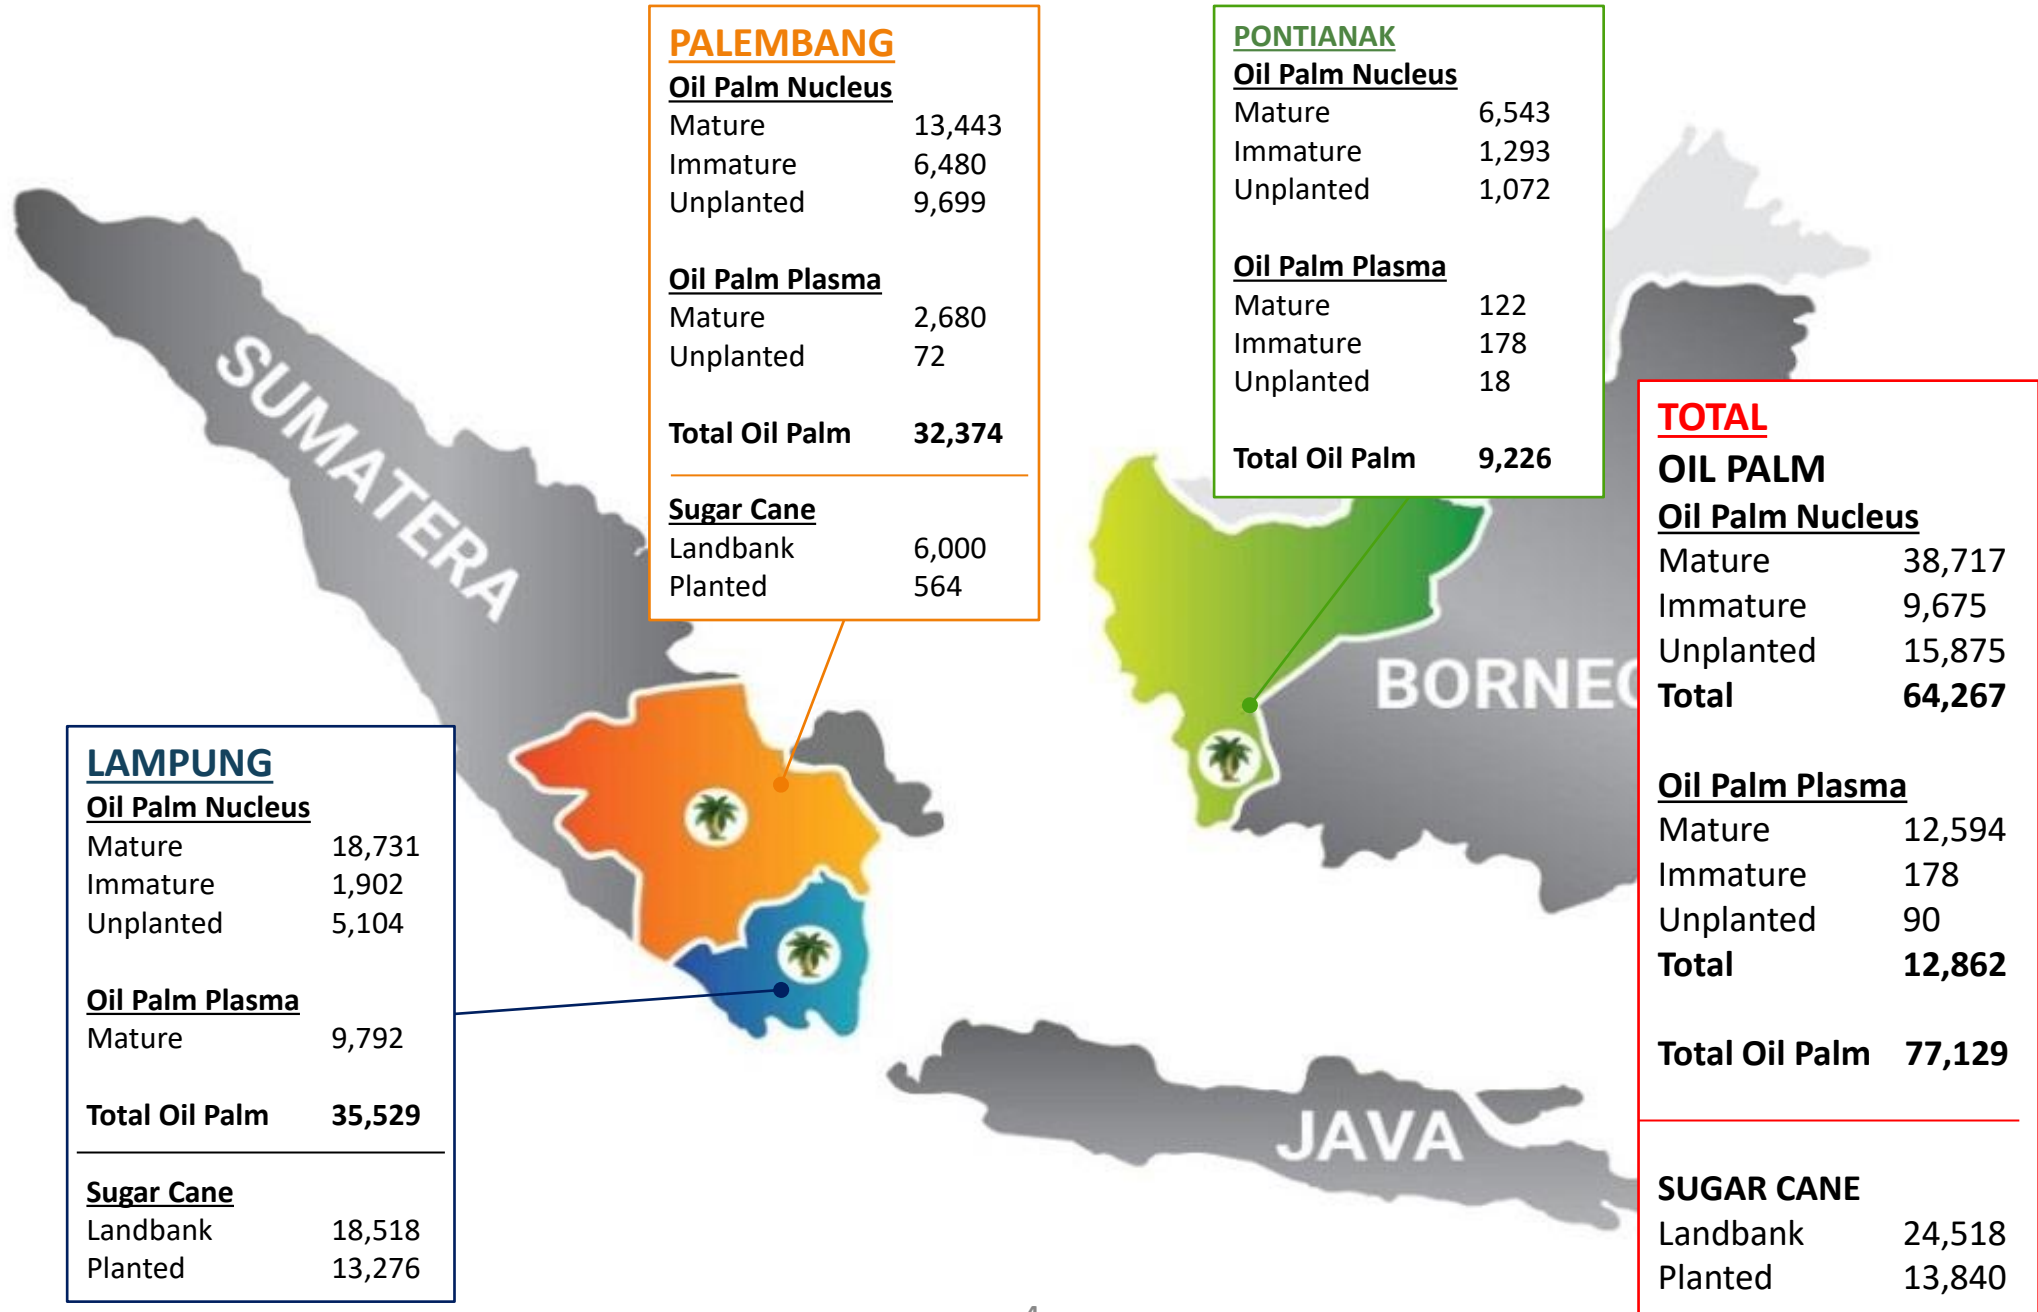 PALEMBANG
Oil Palm Nucleus
Mature 13,443
Immature 6,480
Unplanted 9,699
Oil Palm Plasma
Mature 2,680
Unplanted 72
Total Oil Palm 32,374
Sugar Cane
Landbank 6,000
Planted 564
PONTIANAK
Oil Palm Nucleus
Mature 6,543
Immature 1,293
Unplanted 1,072
Oil Palm Plasma
Mature 122
Immature 178
Unplanted 18
Total Oil Palm 9,226
SUMATERA
LAMPUNG
Oil Palm Nucleus
Mature 18,731
Immature 1,902
Unplanted 5,104
Oil Palm Plasma
Mature 9,792
Total Oil Palm 35,529
Sugar Cane
Landbank 18,518
Planted 13,276
JAVA
TOTAL
OIL PALM
Oil Palm Nucleus
Mature 38,717
Immature 9,675
Unplanted 15,875
Total 64,267
Oil Palm Plasma
Mature 12,594
Immature 178
Unplanted 90
Total 12,862
Total Oil Palm 77,129
SUGAR CANE
Landbank 24,518
Planted 13,840